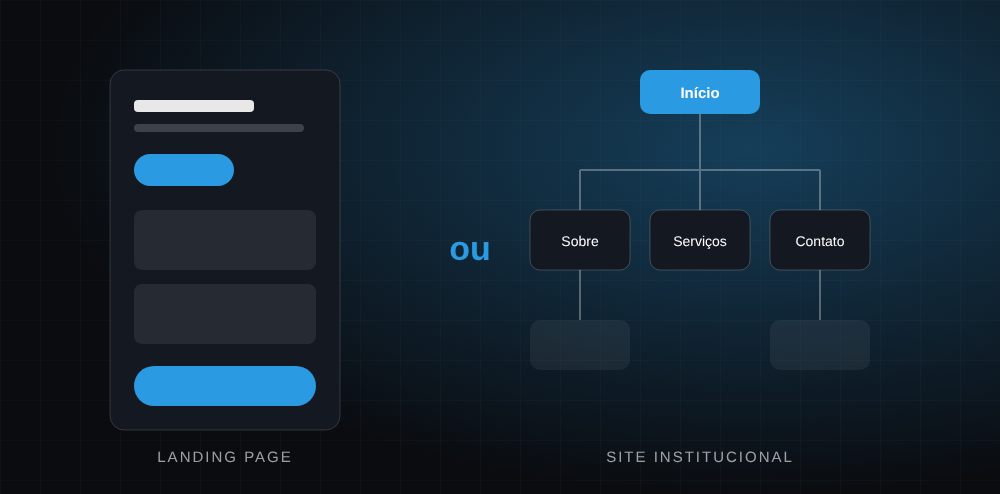 Início
ou
Sobre
Serviços
Contato
LANDING PAGE
SITE INSTITUCIONAL